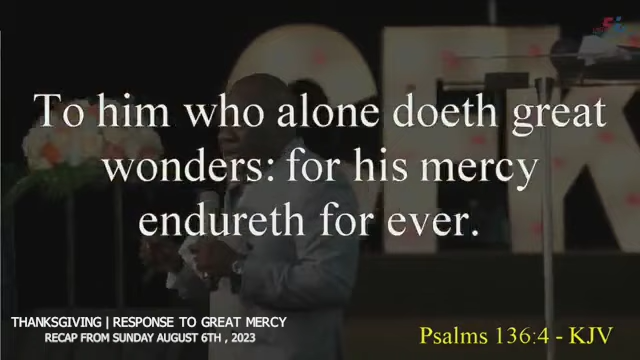 To him who alone doeth great
wonders: for his mercy
endureth for ever.
THANKSGIVING | RESPONSE TO GREAT MERCY
RECAP FROM SUNDAY AUGUST 6TH , 2023
Psalms 136:4 - KJV